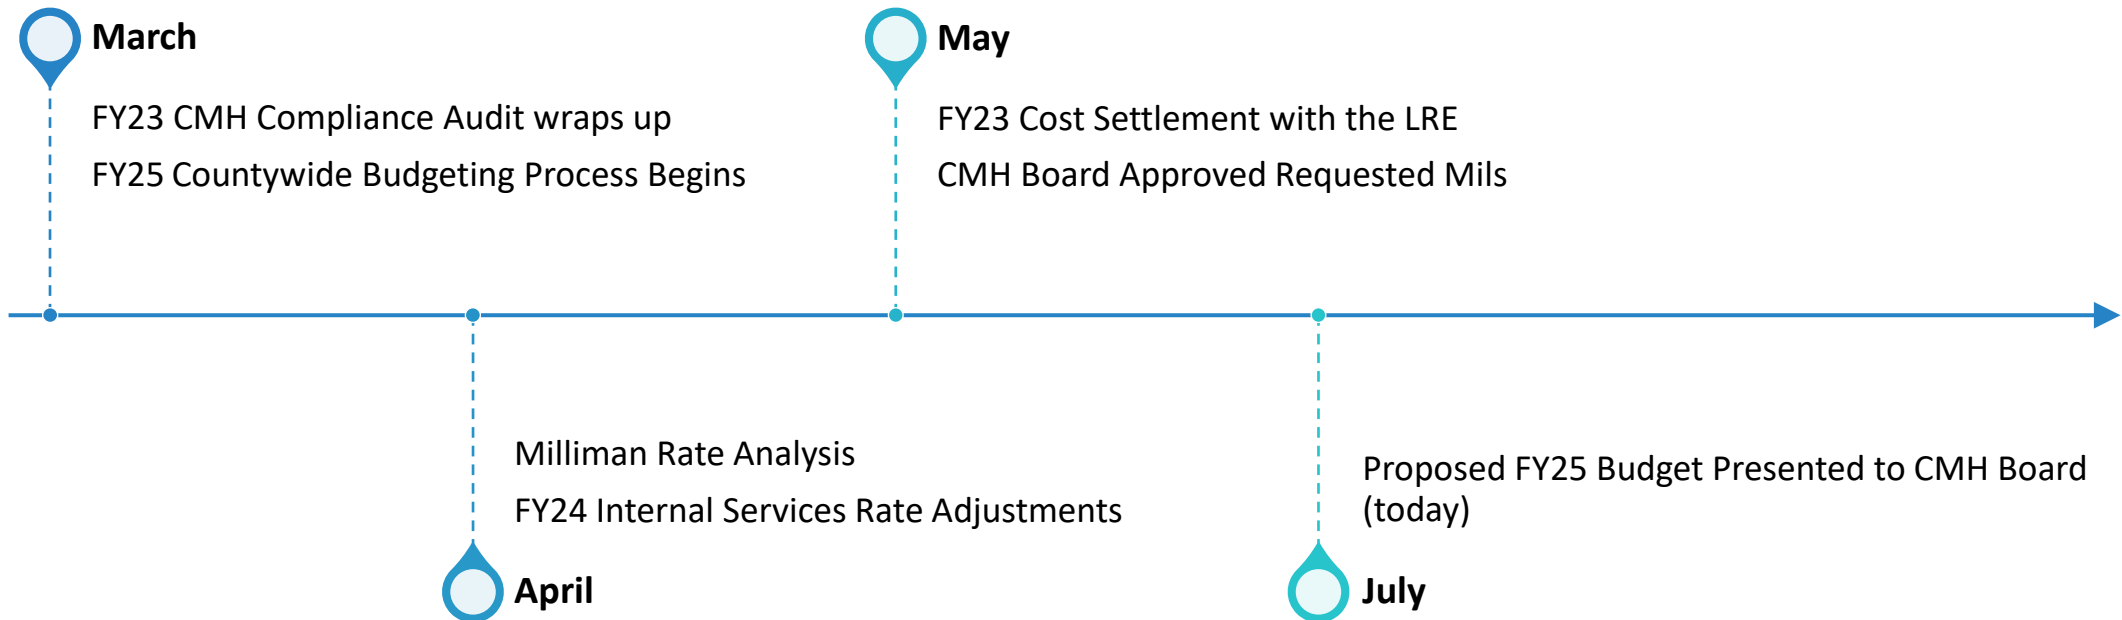 March
FY23 CMH Compliance Audit wraps up
FY25 Countywide Budgeting Process Begins
May
FY23 Cost Settlement with the LRE
CMH Board Approved Requested Mils
Milliman Rate Analysis
FY24 Internal Services Rate Adjustments
April
Proposed FY25 Budget Presented to CMH Board
(today)
July